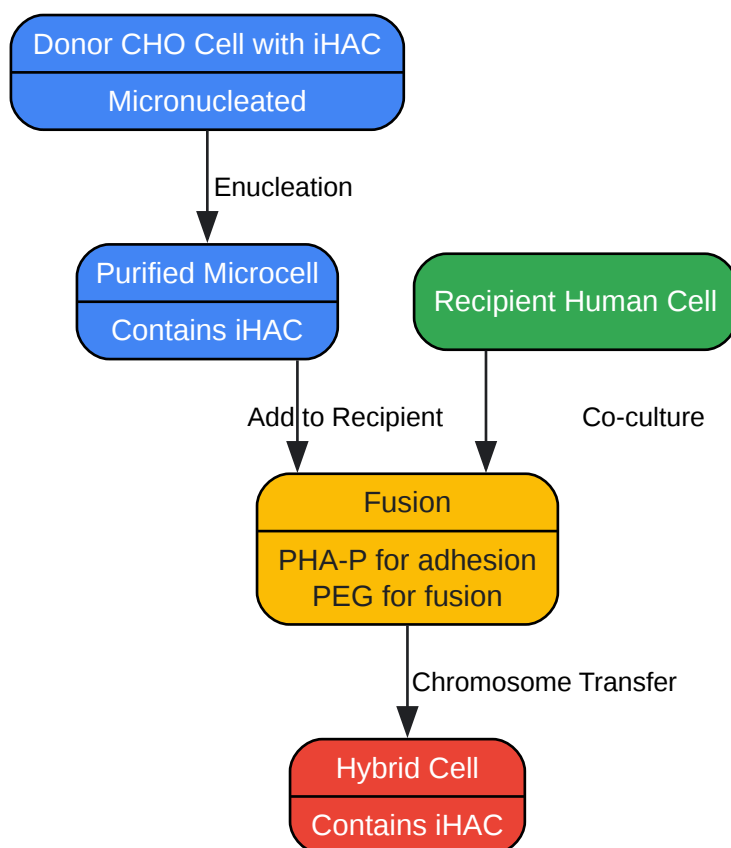 Donor CHO Cell with iHAC
Micronucleated
Enucleation
Purified Microcell
Contains iHAC
Recipient Human Cell
Add to Recipient
Co-culture
Fusion
PHA-P for adhesion
PEG for fusion
Chromosome Transfer
Hybrid Cell
Contains iHAC